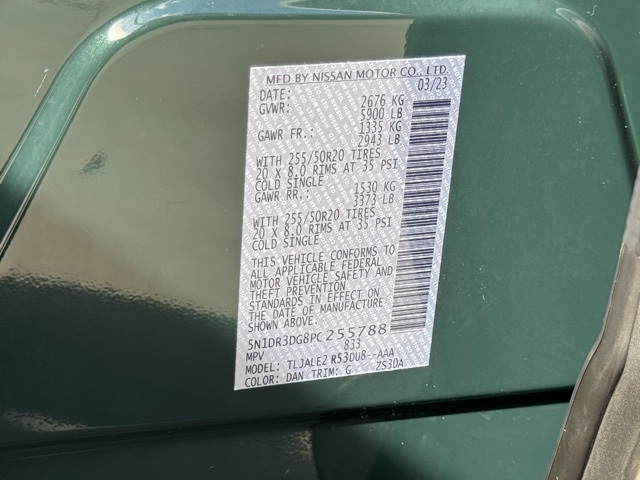 MFD BY NISSAN MOTOR CO., LTD.
DATE: 03/23
GVWR: 2676 KG
5900 LB
GAWR FR.: 1335 KG
2943 LB
WITH 255/50R20 TIRES
20 X 8.0 RIMS AT 35 PSI
COLD SINGLE
GAWR RR.: 1530 KG
3373 LB
WITH 255/50R20 TIRES
20 X 8.0 RIMS AT 35 PSI
COLD SINGLE
THIS VEHICLE CONFORMS TO
ALL APPLICABLE FEDERAL
MOTOR VEHICLE SAFETY AND
THEFT PREVENTION
STANDARDS IN EFFECT ON
THE DATE OF MANUFACTURE
SHOWN ABOVE.
5N1DR3DG8PC255788
MPV 833
MODEL: TLJALE2 R53DU8--AAA
COLOR: DAN TRIM: G ZS3DA